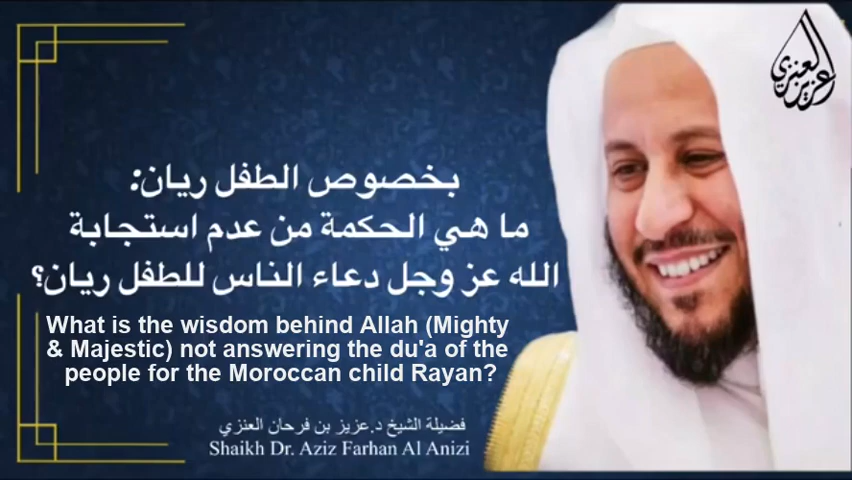 عزيز العنزي
بخصوص الطفل ريان:
ما هي الحكمة من عدم استجابة
الله عز وجل دعاء الناس للطفل ريان؟
What is the wisdom behind Allah (Mighty
& Majestic) not answering the du'a of the
people for the Moroccan child Rayan?
فضيلة الشيخ د.عزيز بن فرحان العنزي
Shaikh Dr. Aziz Farhan Al Anizi